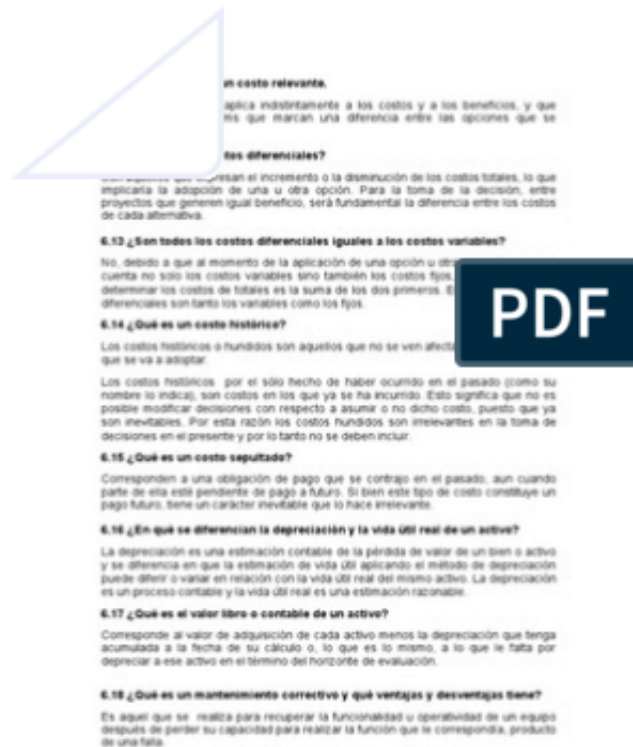 un costo relevante.
aplica indistintamente a los costos y a los beneficios, y que
que marcan una diferencia entre las opciones que se
diferenciales?
el incremento o la disminución de los costos totales, lo que
implicaría la adopción de una u otra opción. Para la toma de la decisión, entre
proyectos que generen igual beneficio, será fundamental la diferencia entre los costos
de cada alternativa.
6.13 ¿Son todos los costos diferenciales iguales a los costos variables?
No, debido a que al momento de la aplicación de una opción u
cuenta no solo los costos variables sino también los costos fijos.
determinar los costos de totales es la suma de los dos primeros.
diferenciales son tanto los variables como los fijos.
PDF
6.14 ¿Qué es un costo histórico?
Los costos históricos o hundidos son aquellos que no se ven
que se va a adoptar.
Los costos históricos por el sólo hecho de haber ocurrido en el pasado (como su
nombre lo indica), son costos en los que ya se ha incurrido. Esto significa que no es
posible modificar decisiones con respecto a asumir o no dicho costo, puesto que ya
son inevitables. Por esta razón los costos hundidos son irrelevantes en la toma de
decisiones en el presente y por lo tanto no se deben incluir.
6.15 ¿Qué es un costo sepultado?
Corresponden a una obligación de pago que se contrajo en el pasado, aun cuando
parte de ella esté pendiente de pago a futuro. Si bien este tipo de costo constituye un
pago futuro, tiene un carácter inevitable que lo hace irrelevante.
6.16 ¿En qué se diferencian la depreciación y la vida útil real de un activo?
La depreciación es una estimación contable de la pérdida de valor de un bien o activo
y se diferencia en que la estimación de vida útil aplicando el método de depreciación
puede diferir o variar en relación con la vida útil real del mismo activo. La depreciación
es un proceso contable y la vida útil real es una estimación razonable.
6.17 ¿Qué es el valor libro o contable de un activo?
Corresponde al valor de adquisición de cada activo menos la depreciación que tenga
acumulada a la fecha de su cálculo o, lo que es lo mismo, a lo que le falta por
depreciar a ese activo en el término del horizonte de evaluación.
6.18 ¿Qué es un mantenimiento correctivo y qué ventajas y desventajas tiene?
Es aquel que se realiza para recuperar la funcionalidad u operatividad de un equipo
después de perder su capacidad para realizar la función que le correspondía, producto
de una falla.